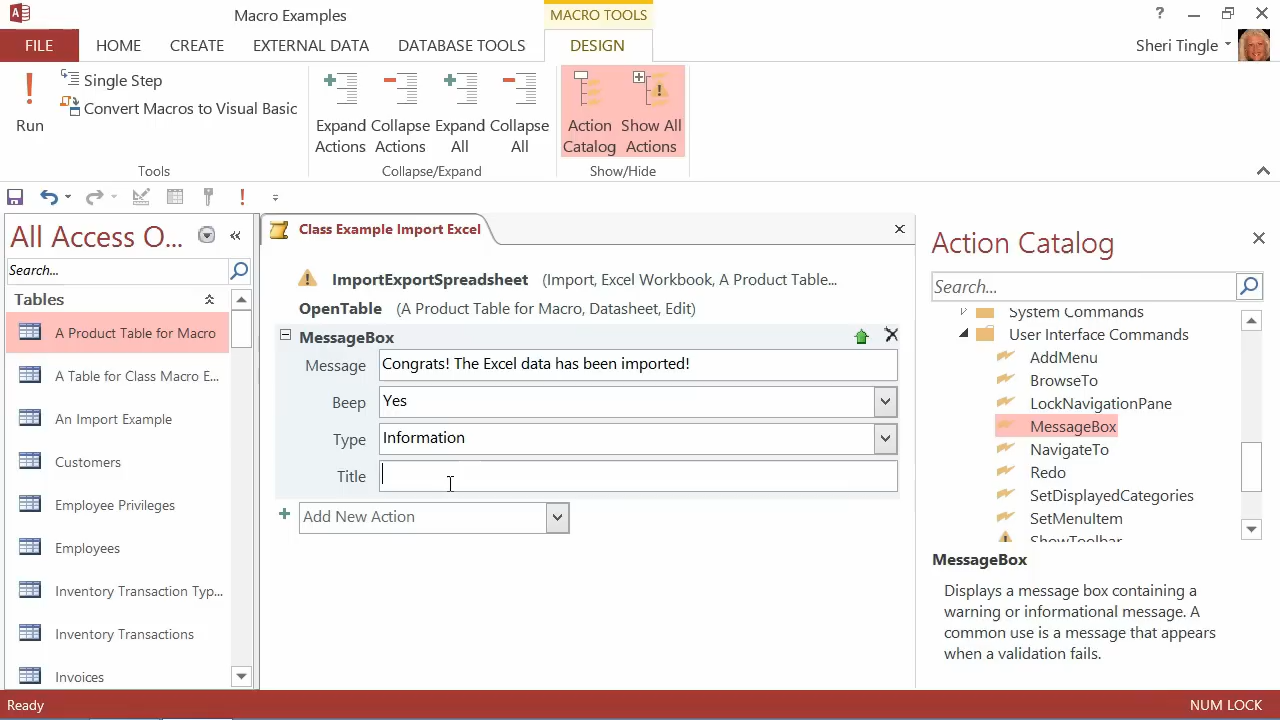 Macro Examples
MACRO TOOLS
?
FILE
HOME
CREATE
EXTERNAL DATA
DATABASE TOOLS
DESIGN
Sheri Tingle
Run
Single Step
Convert Macros to Visual Basic
Tools
Expand Actions
Collapse Actions
Expand All
Collapse All
Collapse/Expand
Action Catalog
Show All Actions
Show/Hide
All Access O...
Search...
Tables
A Product Table for Macro
A Table for Class Macro E...
An Import Example
Customers
Employee Privileges
Employees
Inventory Transaction Typ...
Inventory Transactions
Invoices
Class Example Import Excel
ImportExportSpreadsheet (Import, Excel Workbook, A Product Table...
OpenTable (A Product Table for Macro, Datasheet, Edit)
MessageBox
Message Congrats! The Excel data has been imported!
Beep Yes
Type Information
Title
Add New Action
Action Catalog
Search...
System Commands
User Interface Commands
AddMenu
BrowseTo
LockNavigationPane
MessageBox
NavigateTo
Redo
SetDisplayedCategories
SetMenuItem
ShowToolbar
MessageBox
Displays a message box containing a
warning or informational message. A
common use is a message that appears
when a validation fails.
Ready
NUM LOCK